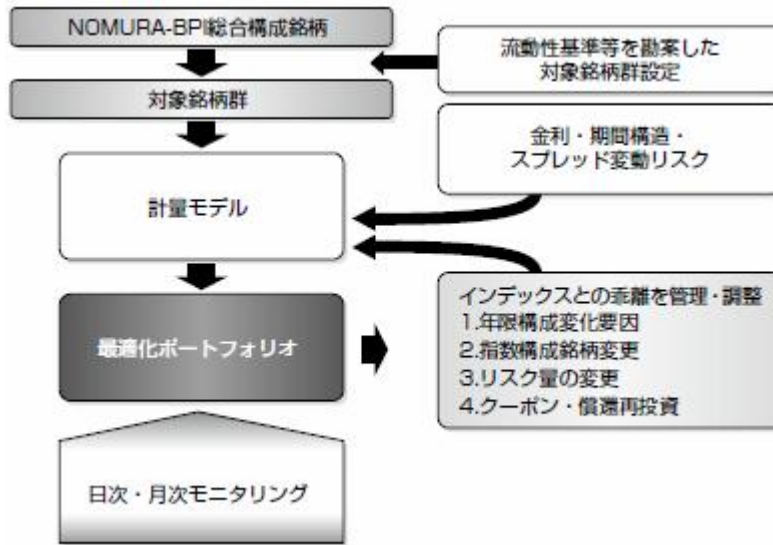 NOMURA-BPI総合構成銘柄
流動性基準等を勘案した
対象銘柄群設定
対象銘柄群
金利・期間構造・
スプレッド変動リスク
計量モデル
インデックスとの乖離を管理・調整
1.年限構成変化要因
2.指数構成銘柄変更
3.リスク量の変更
4.クーポン・償還再投資
最適化ポートフォリオ
日次・月次モニタリング